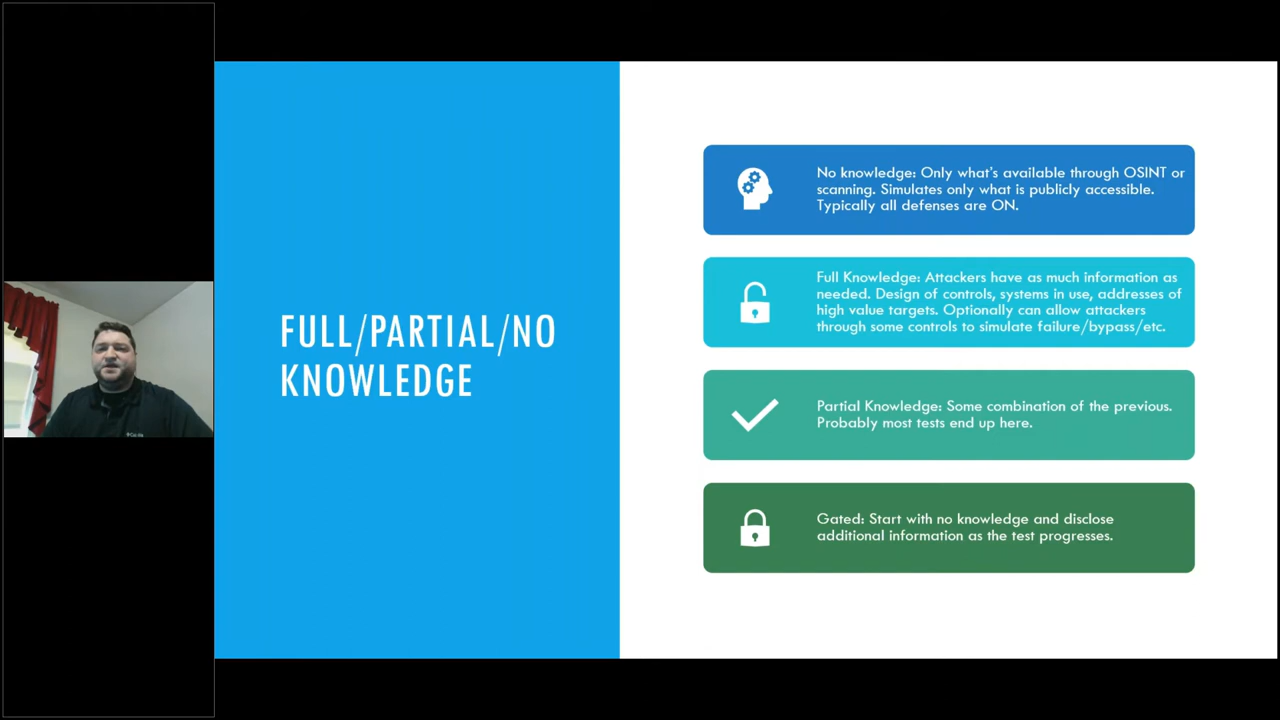 FULL/PARTIAL/NO
KNOWLEDGE
No knowledge: Only what's available through OSINT or
scanning. Simulates only what is publicly accessible.
Typically all defenses are ON.
Full Knowledge: Attackers have as much information as
needed. Design of controls, systems in use, addresses of
high value targets. Optionally can allow attackers
through some controls to simulate failure/bypass/etc.
Partial Knowledge: Some combination of the previous.
Probably most tests end up here.
Gated: Start with no knowledge and disclose
additional information as the test progresses.